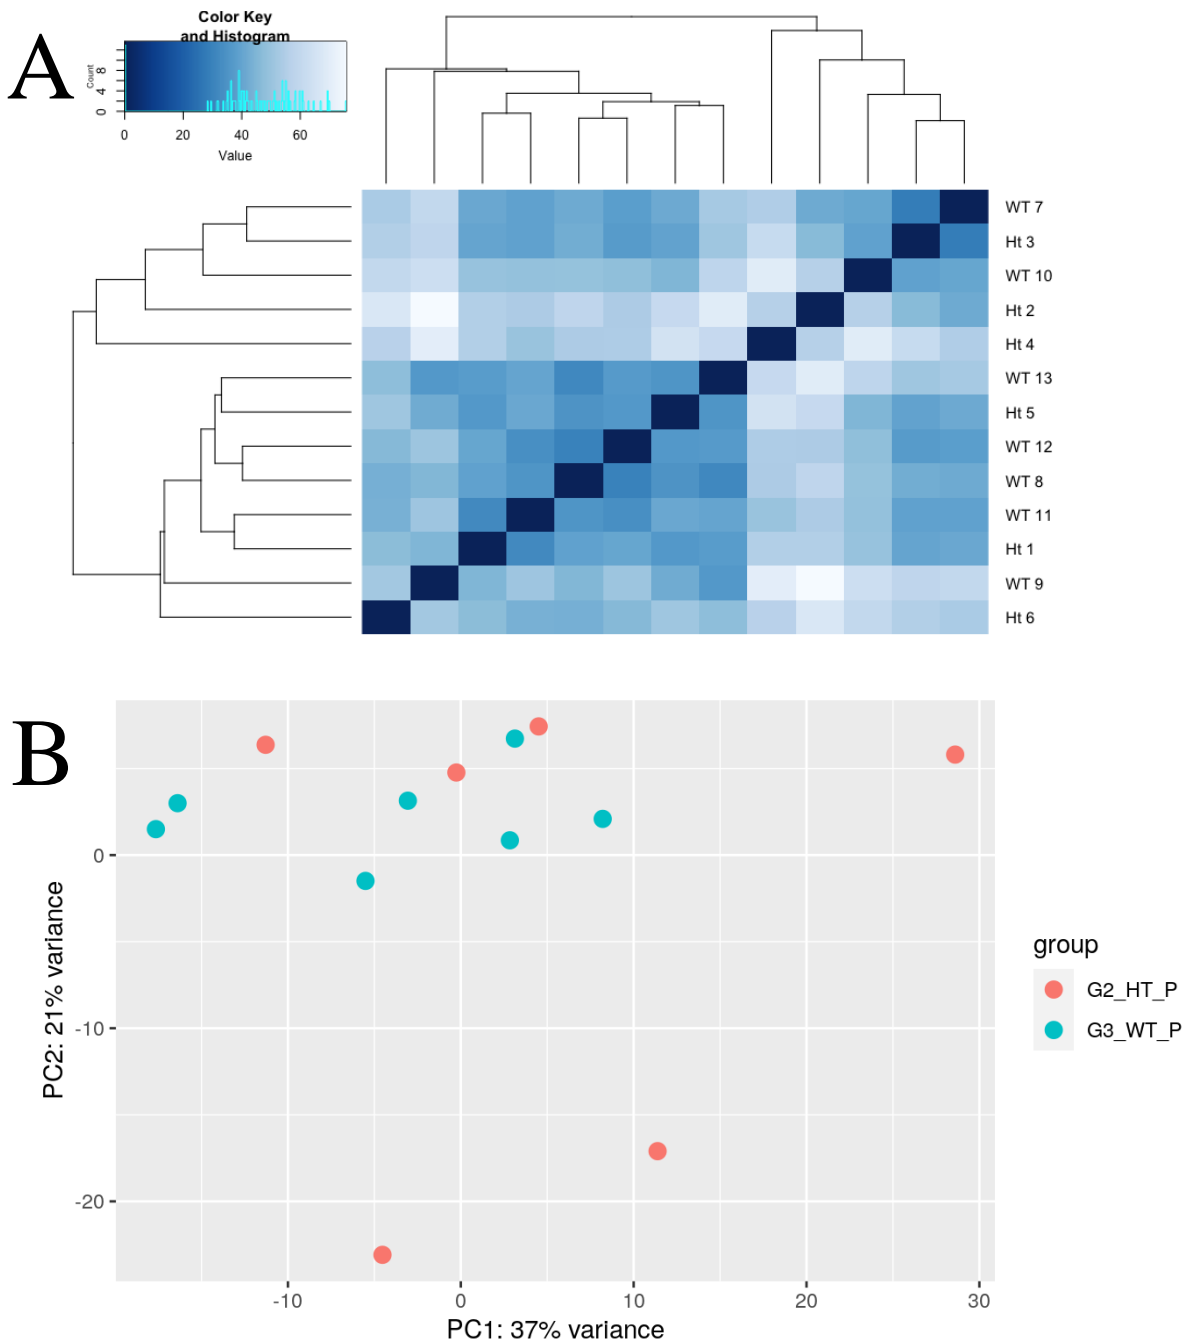 A
Color Key
and Histogram
Count
0 4 8
0 20 40 60
Value
WT 7
Ht 3
WT 10
Ht 2
Ht 4
WT 13
Ht 5
WT 12
WT 8
WT 11
Ht 1
WT 9
Ht 6
B
PC2: 21% variance
0
-10
-20
-10 0 10 20 30
PC1: 37% variance
group
G2_HT_P
G3_WT_P